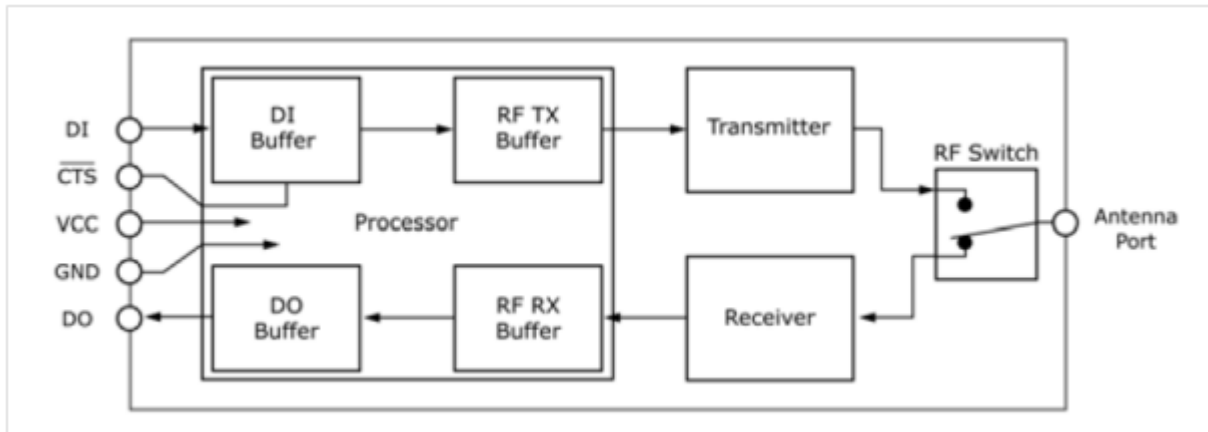 DI
CTS
VCC
GND
DO
DI
Buffer
RF TX
Buffer
Processor
DO
Buffer
RF RX
Buffer
Transmitter
Receiver
RF Switch
Antenna
Port